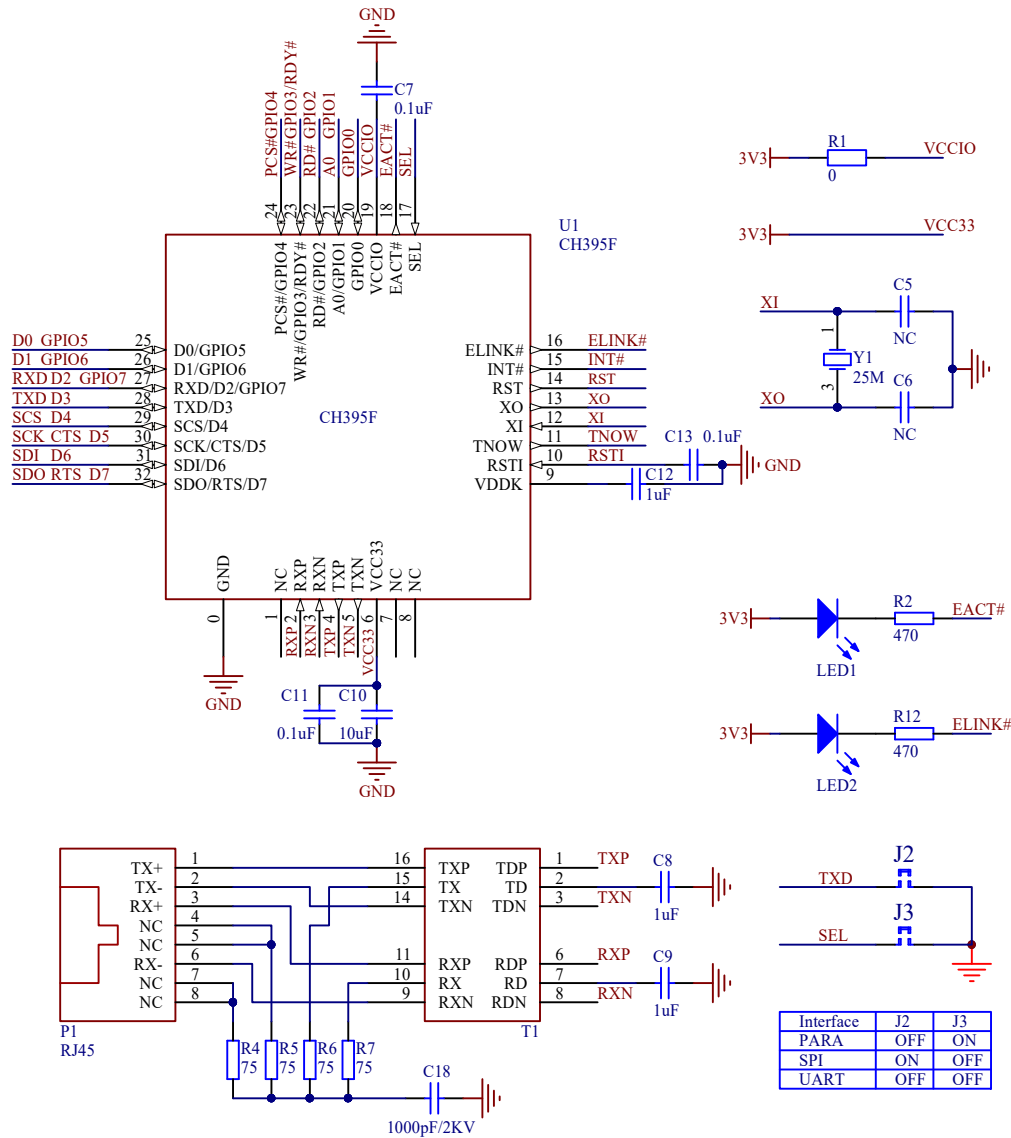 GND
C7
0.1uF
PCS#GPIO4
WR#GPIO3/RDY#
RD# GPIO2
A0 GPIO1
GPIO0
VCCIO
EACT#
SEL
24
23
22
21
20
19
18
17
PCS#/GPIO4
WR#/GPIO3/RDY#
RD#/GPIO2
A0/GPIO1
GPIO0
VCCIO
EACT#
SEL
U1
CH395F
3V3
R1
0
VCCIO
3V3
VCC33
D0 GPIO5 25 D0/GPIO5
D1 GPIO6 26 D1/GPIO6
RXD D2 GPIO7 27 RXD/D2/GPIO7
TXD D3 28 TXD/D3
SCS D4 29 SCS/D4
SCK CTS D5 30 SCK/CTS/D5
SDI D6 31 SDI/D6
SDO RTS D7 32 SDO/RTS/D7
CH395F
ELINK# 16 ELINK#
INT# 15 INT#
RST 14 RST
XO 13 XO
XI 12 XI
TNOW 11 TNOW
RSTI 10 RSTI
VDDK 9
C13 0.1uF
C12
1uF
GND
XI
C5
NC
1
Y1
25M
3
XO
C6
NC
GND
NC
RXP
RXN
TXP
TXN
VCC33
NC
NC
0
1
2
3
4
5
6
7
8
RXP
RXN
TXP
TXN
VCC33
GND
C11
0.1uF
C10
10uF
GND
3V3
LED1
R2
470
EACT#
3V3
LED2
R12
470
ELINK#
TX+ 1
TX- 2
RX+ 3
NC 4
NC 5
RX- 6
NC 7
NC 8
P1
RJ45
16 TXP
15 TX
14 TXN
11 RXP
10 RX
9 RXN
TDP 1 TXP
TD 2
TDN 3 TXN
RDP 6 RXP
RD 7
RDN 8 RXN
T1
C8
1uF
C9
1uF
R4
75
R5
75
R6
75
R7
75
C18
1000pF/2KV
TXD
J2
SEL
J3
Interface J2 J3
PARA OFF ON
SPI ON OFF
UART OFF OFF